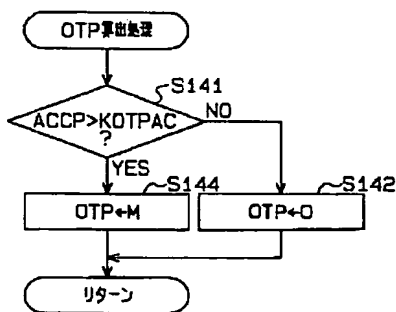 OTP算出処理
S141
ACCP>KOTPAC
?
NO
YES
S144
S142
OTP←M
OTP←O
リターン